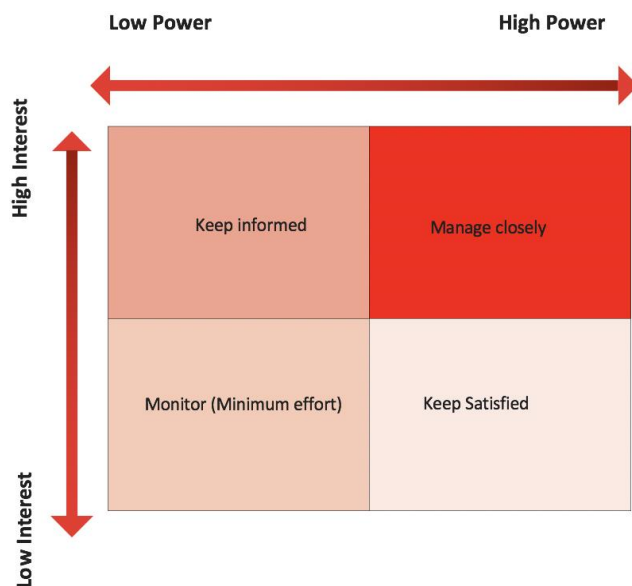 Low Power
High Power
High Interest
Keep informed
Manage closely
Monitor (Minimum effort)
Keep Satisfied
Low Interest